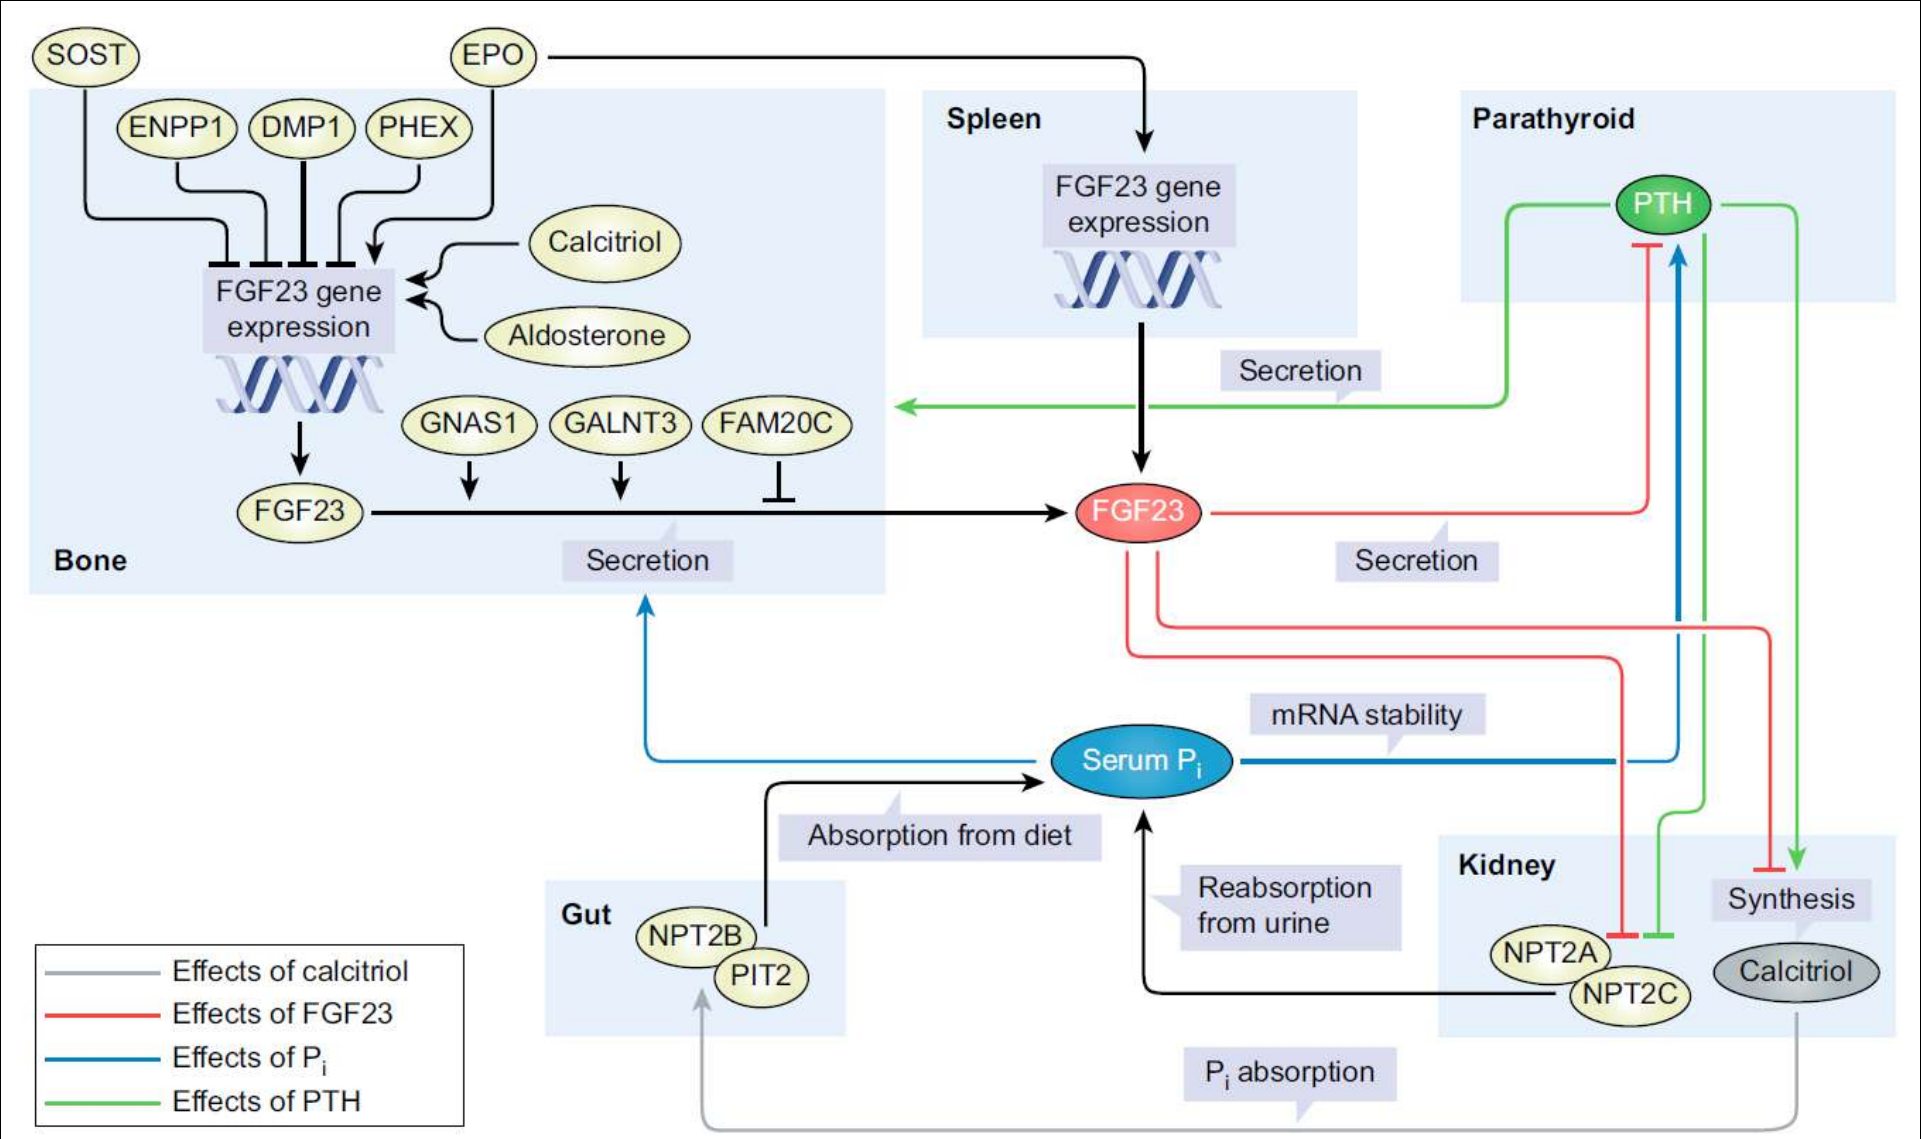 SOST
EPO
ENPP1
DMP1
PHEX
Calcitriol
Aldosterone
FGF23 gene
expression
GNAS1
GALNT3
FAM20C
FGF23
Secretion
Bone
Spleen
FGF23 gene
expression
Parathyroid
PTH
Secretion
FGF23
Secretion
mRNA stability
Serum Pi
Absorption from diet
Reabsorption
from urine
Gut
NPT2B
PIT2
Kidney
Synthesis
NPT2A
NPT2C
Calcitriol
Pi absorption
Effects of calcitriol
Effects of FGF23
Effects of Pi
Effects of PTH